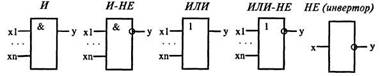 И И-НЕ ИЛИ ИЛИ-НЕ НЕ (инвертор)
& & 1 1
x1 y x1 y x1 y x1 y
... ... ... ... x y
xn xn xn xn